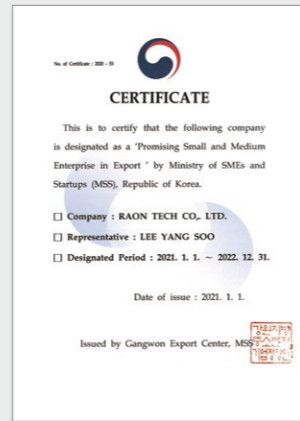 No. of Certificate : 2021 - 51
CERTIFICATE
This is to certify that the following company
is designated as a 'Promising Small and Medium
Enterprise in Export ' by Ministry of SMEs and
Startups (MSS), Republic of Korea.
□ Company : RAON TECH CO,. LTD.
□ Representative : LEE YANG SOO
□ Designated Period : 2021. 1. 1. ~ 2022. 12. 31.
Date of issue : 2021. 1. 1.
Issued by Gangwon Export Center, MSS